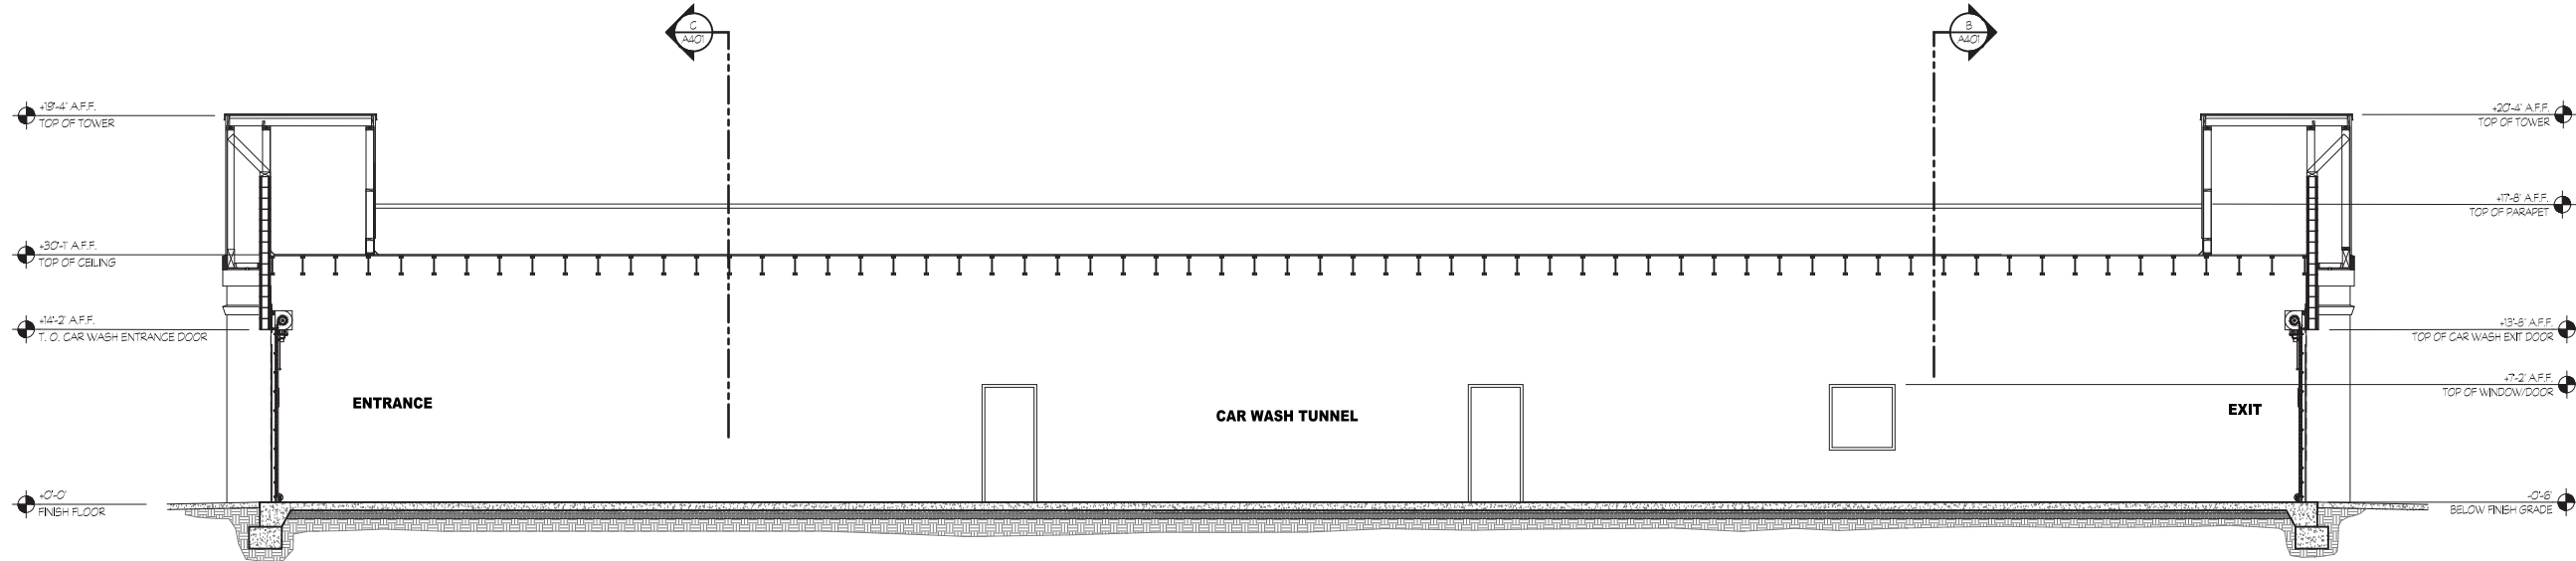 C
A401
B
A401
+19'-4" A.F.F.
TOP OF TOWER
+20'-4" A.F.F.
TOP OF TOWER
+17'-8" A.F.F.
TOP OF PARAPET
+30'-1" A.F.F.
TOP OF CEILING
+14'-2" A.F.F.
T. O. CAR WASH ENTRANCE DOOR
+13'-8" A.F.F.
TOP OF CAR WASH EXIT DOOR
+7'-2" A.F.F.
TOP OF WINDOW/DOOR
ENTRANCE
CAR WASH TUNNEL
EXIT
+0'-0"
FINISH FLOOR
-0'-6"
BELOW FINISH GRADE